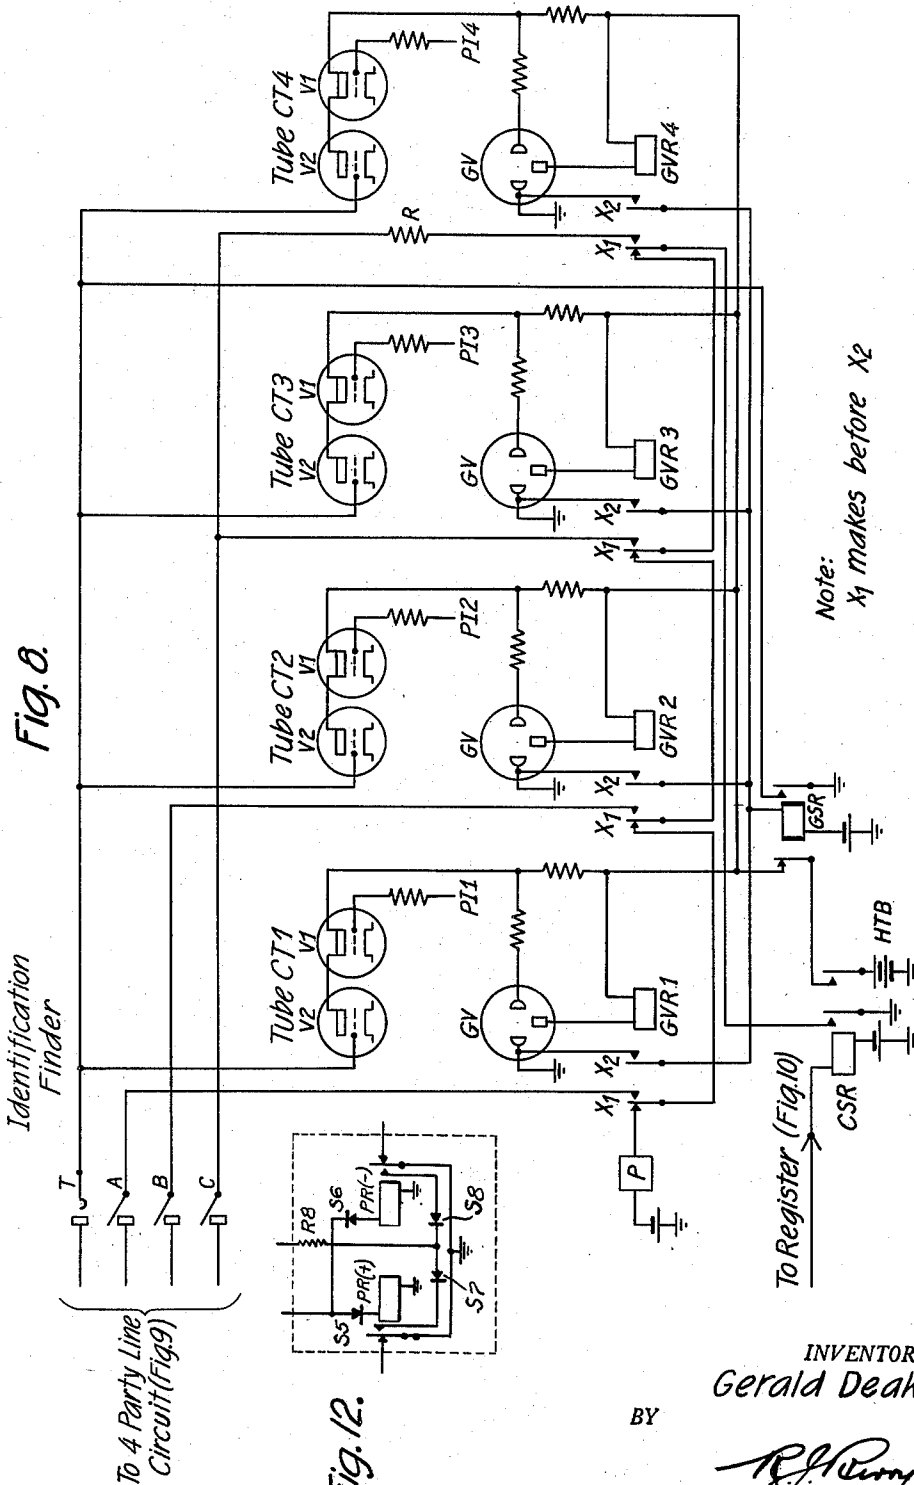 Fig. 8.
Identification
Finder
T
A
B
C
To 4 Party Line
Circuit (Fig.9)
Tube CT1
V2
V1
PI1
GV
GVR1
X1
X2
Tube CT2
V2
V1
PI2
GV
GVR2
X1
X2
Tube CT3
V2
V1
PI3
GV
GVR3
X1
X2
Tube CT4
V2
V1
PI4
GV
GVR4
X1
X2
R
P
To Register (Fig.10)
CSR
HTB
GSR
Note:
X1 makes before X2
Fig. 12.
R8
S5
S6
PR(+)
PR(-)
S7
S8
INVENTOR
Gerald Deak
BY